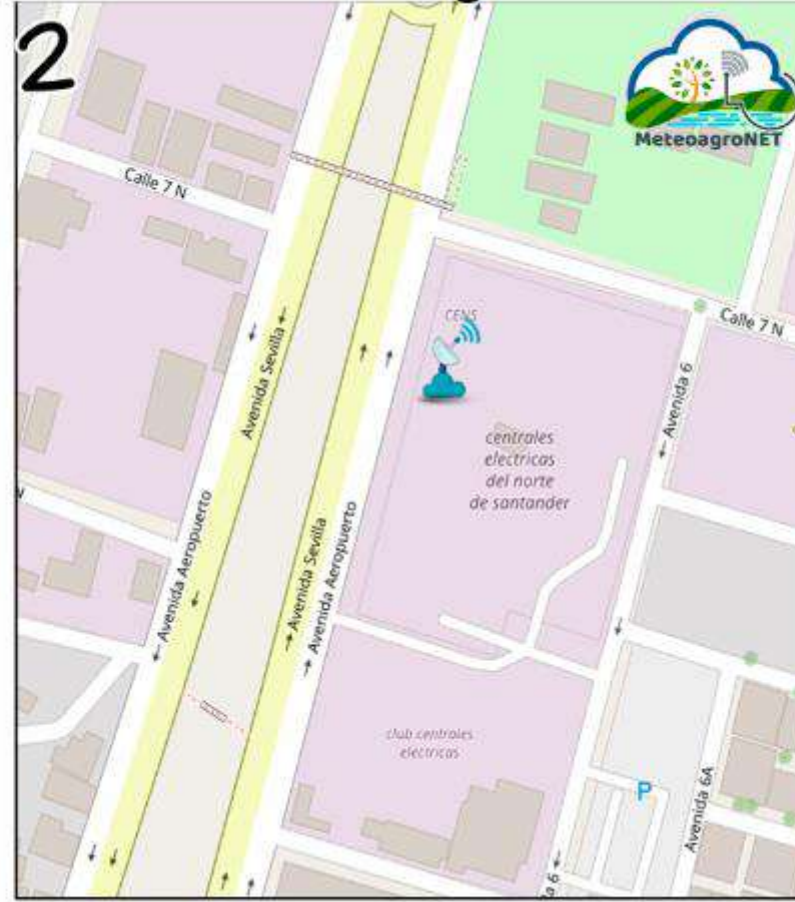 2
MeteoagroNET
Calle 7 N
CENS
Calle 7 N
Avenida Sevilla
Avenida 6
centrales
electricas
del norte
de santander
N
Avenida Aeropuerto
Avenida Sevilla
Avenida Aeropuerto
club centrales
electricas
P
Avenida 6A
a 6